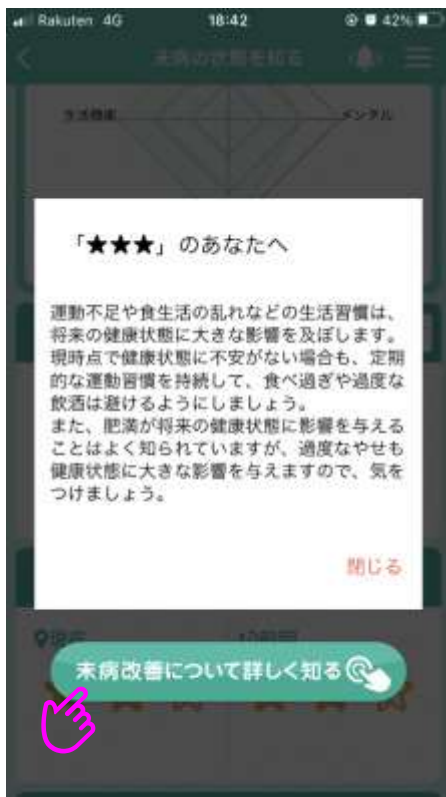 Rakuten 4G 18:42 42%
未病の状態を知る
生活機能 メンタル
「★★★」のあなたへ
運動不足や食生活の乱れなどの生活習慣は、
将来の健康状態に大きな影響を及ぼします。
現時点で健康状態に不安がない場合も、定期
的な運動習慣を持続して、食べ過ぎや過度な
飲酒は避けるようにしましょう。
また、肥満が将来の健康状態に影響を与える
ことはよく知られていますが、過度なやせも
健康状態に大きな影響を与えますので、気を
つけましょう。
閉じる
現在
未病改善について詳しく知る